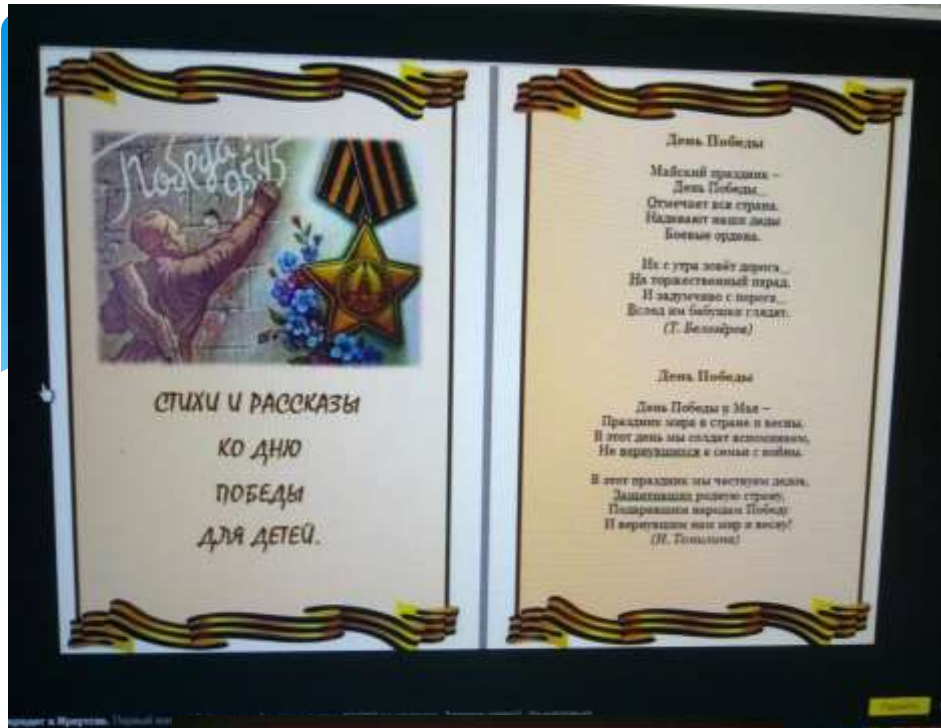 Победа
9 5 45
СТИХИ И РАССКАЗЫ
КО ДНЮ
ПОБЕДЫ
ДЛЯ ДЕТЕЙ.
День Победы
Майский праздник –
День Победы
Отмечает вся страна.
Надевают наши деды
Боевые ордена.
Их с утра зовёт дорога
На торжественный парад.
И задумчиво с порога
Вслед им бабушки глядят.
(Т. Белозёров)
День Победы
День Победы 9 Мая –
Праздник мира в стране и весны.
В этот день мы солдат вспоминаем,
Не вернувшихся в семьи с войны.
В этот праздник мы чествуем дедов,
Защитивших родную страну,
Подарившим народам Победу
И вернувшим нам мир и весну!
(Н. Томилина)
Первый